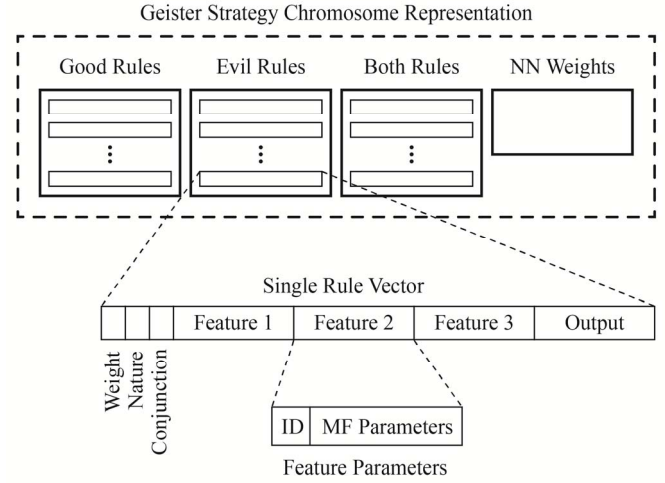 Geister Strategy Chromosome Representation
Good Rules Evil Rules Both Rules NN Weights
Single Rule Vector
Feature 1 Feature 2 Feature 3 Output
Weight
Nature
Conjunction
ID MF Parameters
Feature Parameters